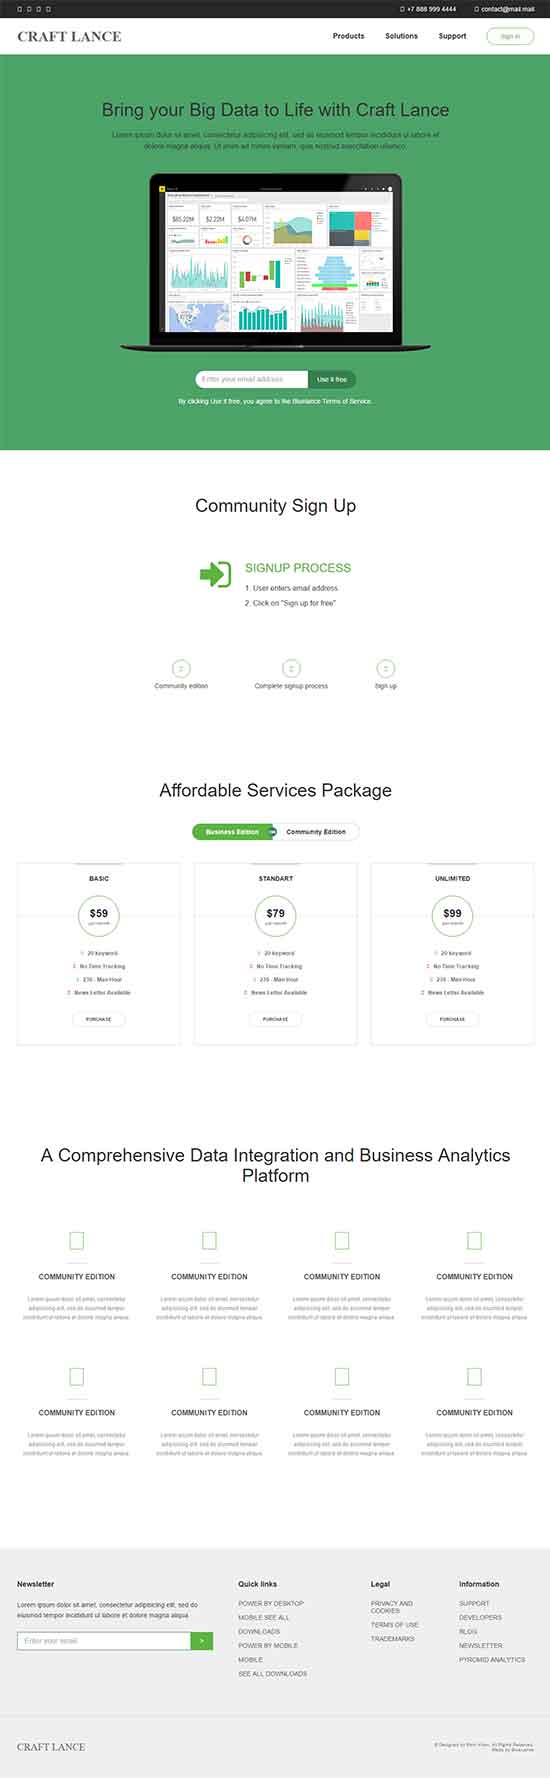 +7 888 999 4444
contact@mail.mail
CRAFT LANCE
Products
Solutions
Support
Sign in
Bring your Big Data to Life with Craft Lance
Lorem ipsum dolor sit amet, consectetur adipisicing elit, sed do eiusmod tempor incididunt ut labore et
dolore magna aliqua. Ut enim ad minim veniam, quis nostrud exercitation ullamco.
$85.22M
$2.22M
$4.07M
Enter your email address
Use it free
By clicking Use it free, you agree to the Bluelance Terms of Service.
Community Sign Up
SIGNUP PROCESS
1. User enters email address
2. Click on "Sign up for free"
Community edition
Complete signup process
Sign up
Affordable Services Package
Business Edition
OR
Community Edition
BASIC
$59
per month
20 keyword
No Time Tracking
230 - Man Hour
News Letter Available
PURCHASE
STANDART
$79
per month
20 keyword
No Time Tracking
230 - Man Hour
News Letter Available
PURCHASE
UNLIMITED
$99
per month
20 keyword
No Time Tracking
230 - Man Hour
News Letter Available
PURCHASE
A Comprehensive Data Integration and Business Analytics
Platform
COMMUNITY EDITION
Lorem ipsum dolor sit amet, consectetur
adipisicing elit, sed do eiusmod tempor
incididunt ut labore et dolore magna aliqua
COMMUNITY EDITION
Lorem ipsum dolor sit amet, consectetur
adipisicing elit, sed do eiusmod tempor
incididunt ut labore et dolore magna aliqua
COMMUNITY EDITION
Lorem ipsum dolor sit amet, consectetur
adipisicing elit, sed do eiusmod tempor
incididunt ut labore et dolore magna aliqua
COMMUNITY EDITION
Lorem ipsum dolor sit amet, consectetur
adipisicing elit, sed do eiusmod tempor
incididunt ut labore et dolore magna aliqua
COMMUNITY EDITION
Lorem ipsum dolor sit amet, consectetur
adipisicing elit, sed do eiusmod tempor
incididunt ut labore et dolore magna aliqua
COMMUNITY EDITION
Lorem ipsum dolor sit amet, consectetur
adipisicing elit, sed do eiusmod tempor
incididunt ut labore et dolore magna aliqua
COMMUNITY EDITION
Lorem ipsum dolor sit amet, consectetur
adipisicing elit, sed do eiusmod tempor
incididunt ut labore et dolore magna aliqua
COMMUNITY EDITION
Lorem ipsum dolor sit amet, consectetur
adipisicing elit, sed do eiusmod tempor
incididunt ut labore et dolore magna aliqua
Newsletter
Lorem ipsum dolor sit amet, consectetur adipisicing elit, sed do
eiusmod tempor incididunt ut labore et dolore magna aliqua
Enter your email
>
Quick links
POWER BY DESKTOP
MOBILE SEE ALL
DOWNLOADS
POWER BY MOBILE
MOBILE
SEE ALL DOWNLOADS
Legal
PRIVACY AND
COOKIES
TERMS OF USE
TRADEMARKS
Information
SUPPORT
DEVELOPERS
BLOG
NEWSLETTER
PYROMID ANALYTICS
CRAFT LANCE
All Rights Reserved.